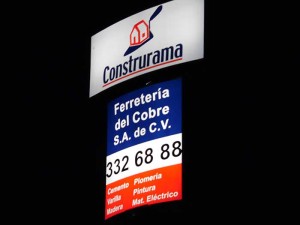 Construrama
Ferretería
del Cobre
S.A. de C.V.
332 68 88
Cemento Plomería
Varilla Pintura
Madera Mat. Eléctrico